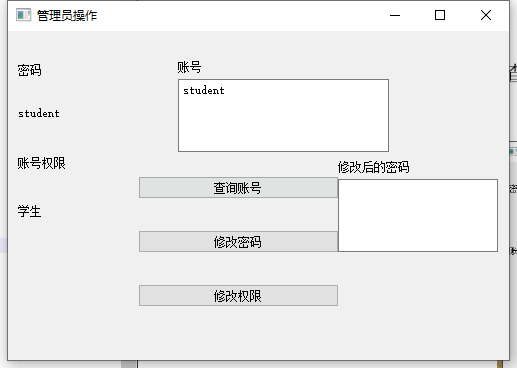 管理员操作
密码
账号
student
student
账号权限
修改后的密码
查询账号
学生
修改密码
修改权限